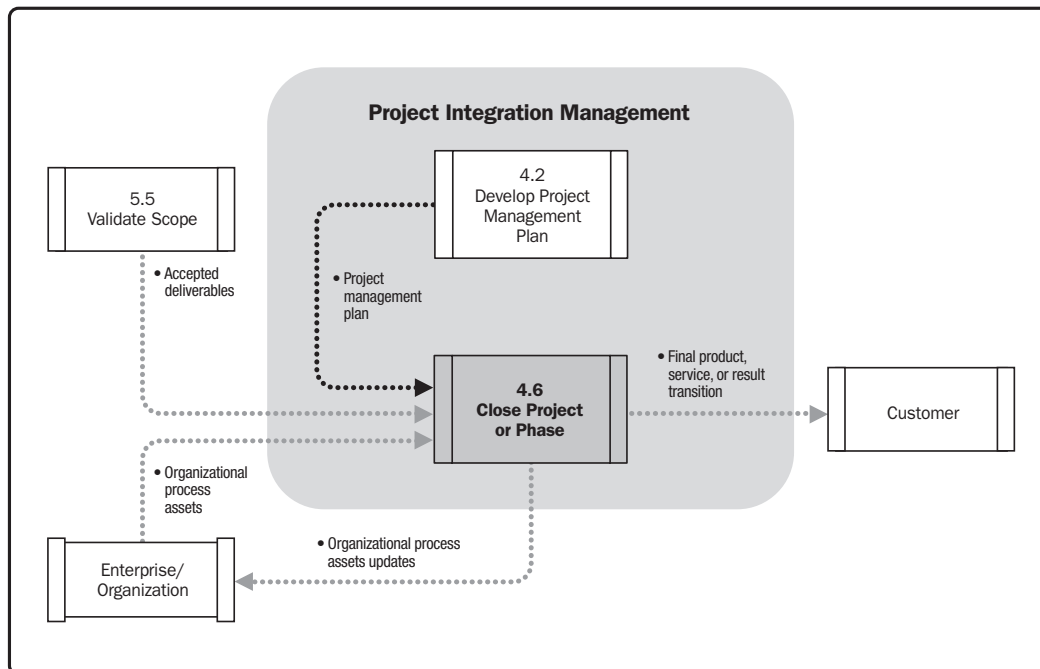 Project Integration Management
5.5
Validate Scope
4.2
Develop Project
Management
Plan
• Accepted
deliverables
• Project
management
plan
4.6
Close Project
or Phase
• Final product,
service, or result
transition
Customer
• Organizational
process
assets
• Organizational process
assets updates
Enterprise/
Organization